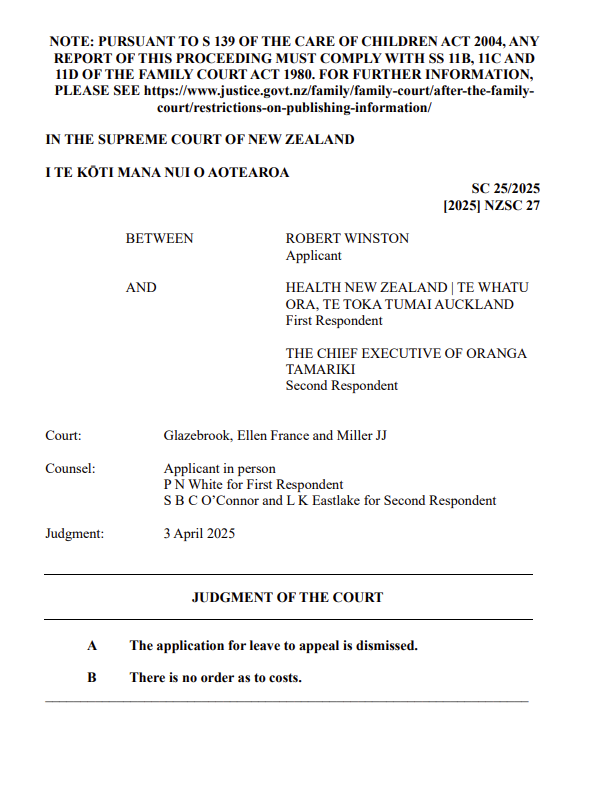 NOTE: PURSUANT TO S 139 OF THE CARE OF CHILDREN ACT 2004, ANY
REPORT OF THIS PROCEEDING MUST COMPLY WITH SS 11B, 11C AND
11D OF THE FAMILY COURT ACT 1980. FOR FURTHER INFORMATION,
PLEASE SEE https://www.justice.govt.nz/family/family-court/after-the-family-
court/restrictions-on-publishing-information/
IN THE SUPREME COURT OF NEW ZEALAND
I TE KŌTI MANA NUI O AOTEAROA
SC 25/2025
[2025] NZSC 27
BETWEEN ROBERT WINSTON
Applicant
AND HEALTH NEW ZEALAND | TE WHATU
ORA, TE TOKA TUMAI AUCKLAND
First Respondent
THE CHIEF EXECUTIVE OF ORANGA
TAMARIKI
Second Respondent
Court: Glazebrook, Ellen France and Miller JJ
Counsel: Applicant in person
P N White for First Respondent
S B C O’Connor and L K Eastlake for Second Respondent
Judgment: 3 April 2025
JUDGMENT OF THE COURT
A The application for leave to appeal is dismissed.
B There is no order as to costs.